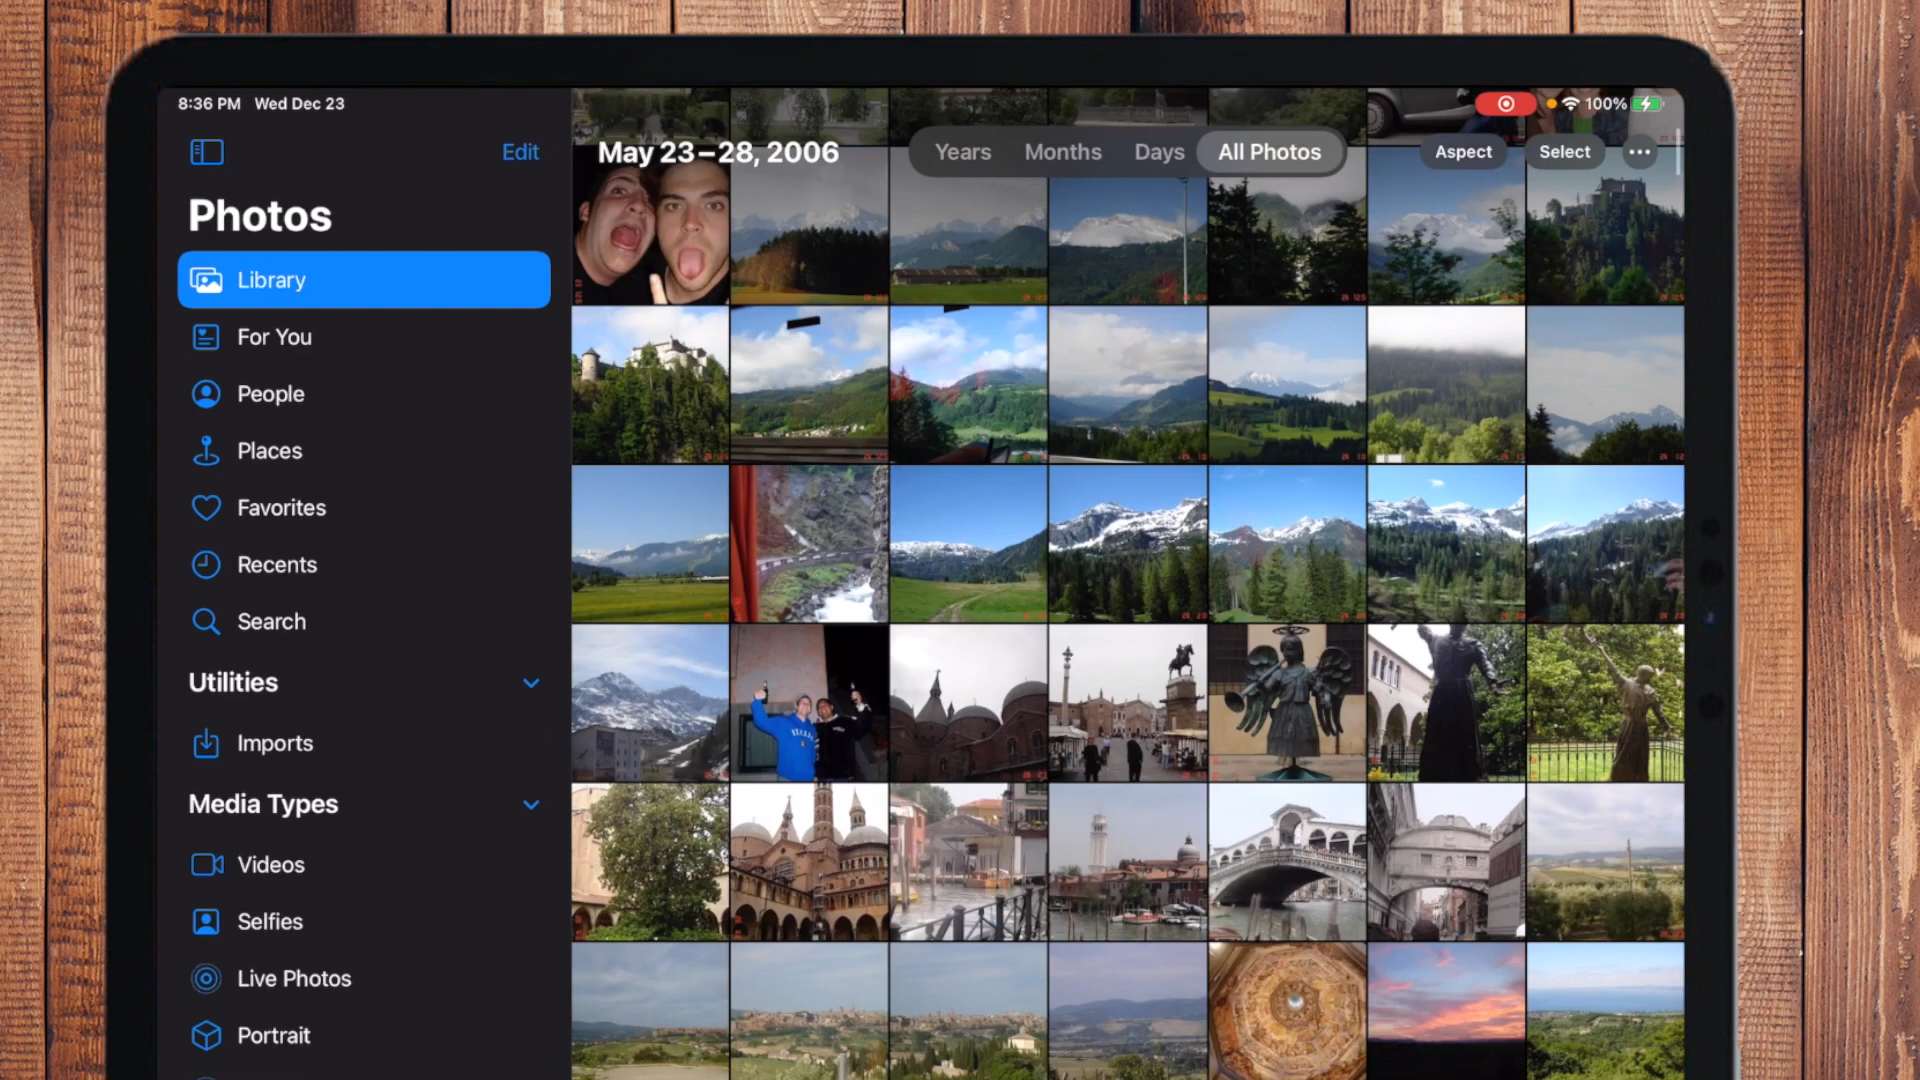 8:36 PM Wed Dec 23
100%
Edit
May 23–28, 2006
Years Months Days All Photos
Aspect Select
Photos
Library
For You
People
Places
Favorites
Recents
Search
Utilities
Imports
Media Types
Videos
Selfies
Live Photos
Portrait
ITALIA